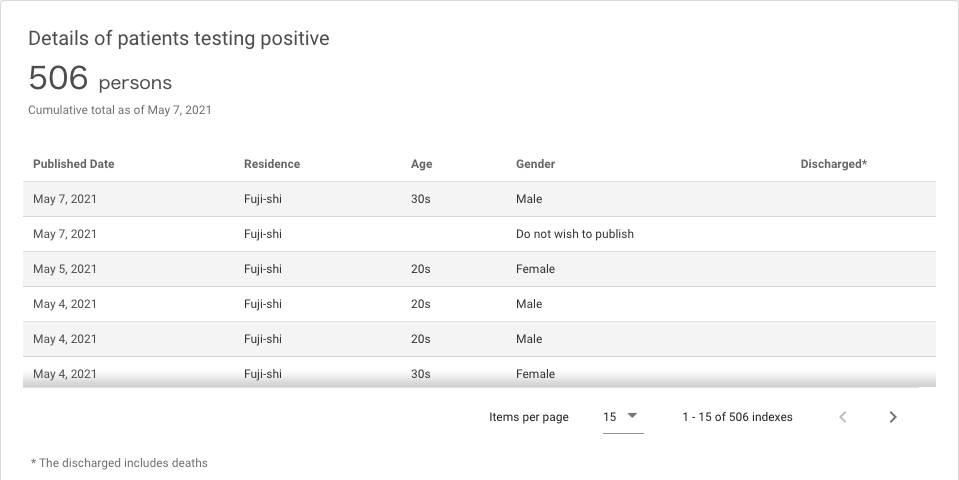 Details of patients testing positive
506 persons
Cumulative total as of May 7, 2021
Published Date Residence Age Gender Discharged*
May 7, 2021 Fuji-shi 30s Male
May 7, 2021 Fuji-shi Do not wish to publish
May 5, 2021 Fuji-shi 20s Female
May 4, 2021 Fuji-shi 20s Male
May 4, 2021 Fuji-shi 20s Male
May 4, 2021 Fuji-shi 30s Female
Items per page 15 1 - 15 of 506 indexes
* The discharged includes deaths